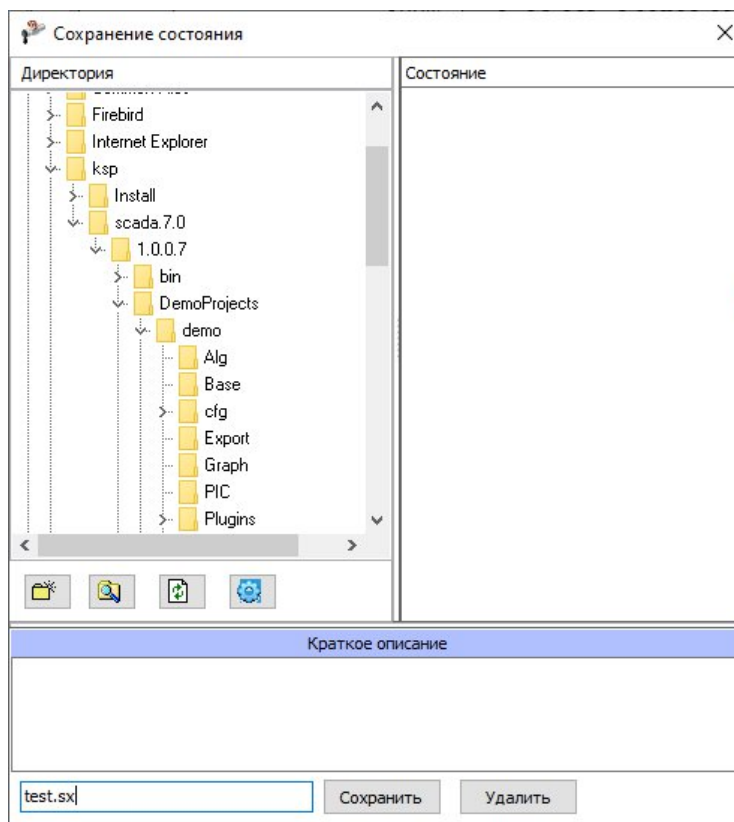 Сохранение состояния
Директория
Состояние
Firebird
Internet Explorer
ksp
Install
scada.7.0
1.0.0.7
bin
DemoProjects
demo
Alg
Base
cfg
Export
Graph
PIC
Plugins
Краткое описание
test.sx
Сохранить
Удалить